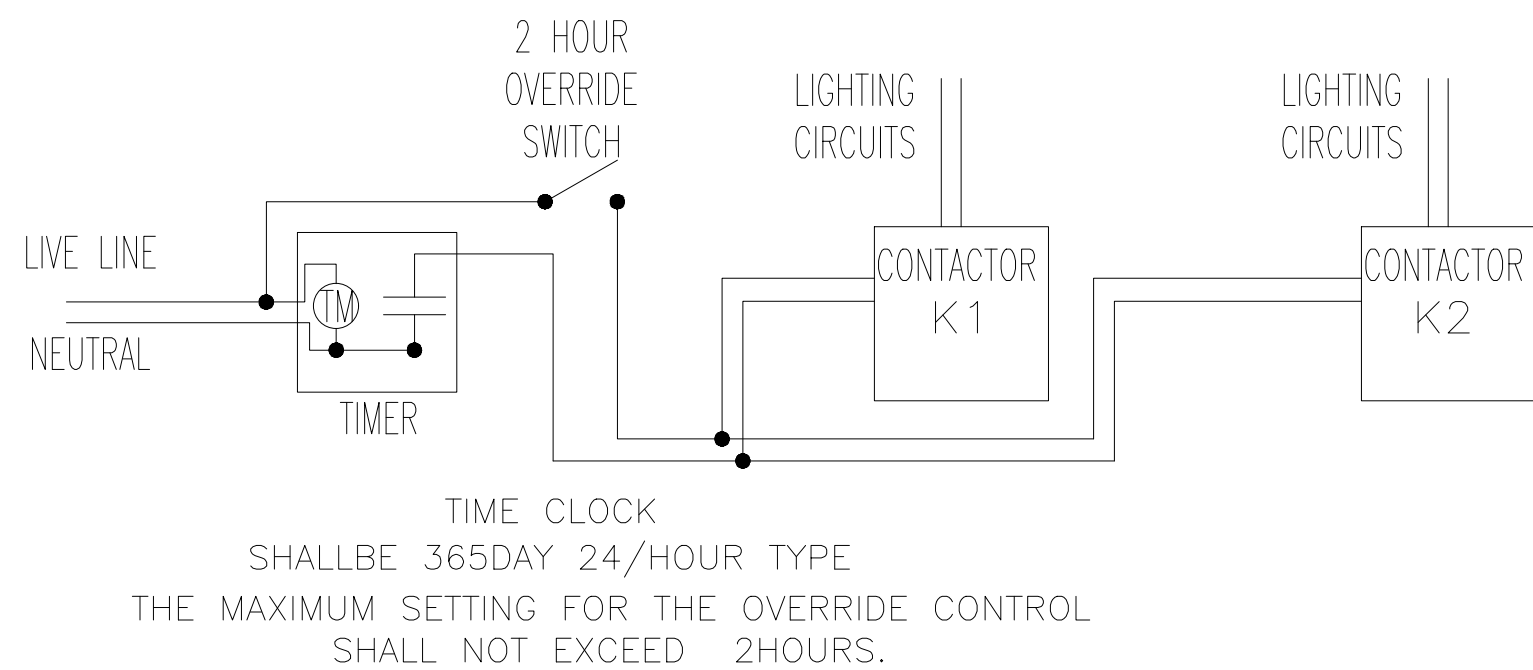 2 HOUR
OVERRIDE
SWITCH
LIGHTING
CIRCUITS
LIGHTING
CIRCUITS
LIVE LINE
NEUTRAL
TM
TIMER
CONTACTOR
K1
CONTACTOR
K2
TIME CLOCK
SHALLBE 365DAY 24/HOUR TYPE
THE MAXIMUM SETTING FOR THE OVERRIDE CONTROL
SHALL NOT EXCEED 2HOURS.